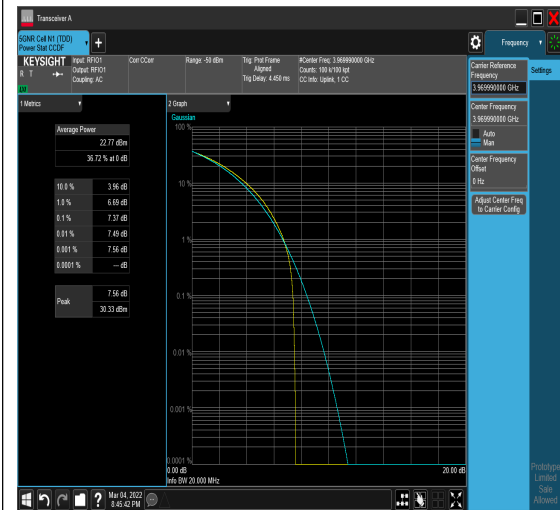 Transceiver A
5GNR Cell N1 (TDD)
Power Stat CCDF
Frequency
KEYSIGHT
R T
Input: RFIO1
Output: RFIO1
Coupling: AC
Corr CCorr
Range: -50 dBm
Trig: Prot Frame
Aligned
Trig Delay: 4.450 ms
#Center Freq: 3.969990000 GHz
Counts: 100 k/100 kpt
CC Info: Uplink, 1 CC
Carrier Reference
Frequency
3.969990000 GHz
Settings
Center Frequency
3.969990000 GHz
Auto
Man
Center Frequency
Offset
0 Hz
Adjust Center Freq
to Carrier Config
1 Metrics
Average Power
22.77 dBm
36.72 % at 0 dB
10.0 % 3.96 dB
1.0 % 6.69 dB
0.1 % 7.37 dB
0.01 % 7.49 dB
0.001 % 7.56 dB
0.0001 % --- dB
Peak
7.56 dB
30.33 dBm
2 Graph
Gaussian
100 %
10 %
1 %
0.1 %
0.01 %
0.001 %
0.0001 %
0.00 dB
20.00 dB
Info BW 20.000 MHz
Prototype
Limited
Sale
Allowed
Mar 04, 2022
8:45:42 PM